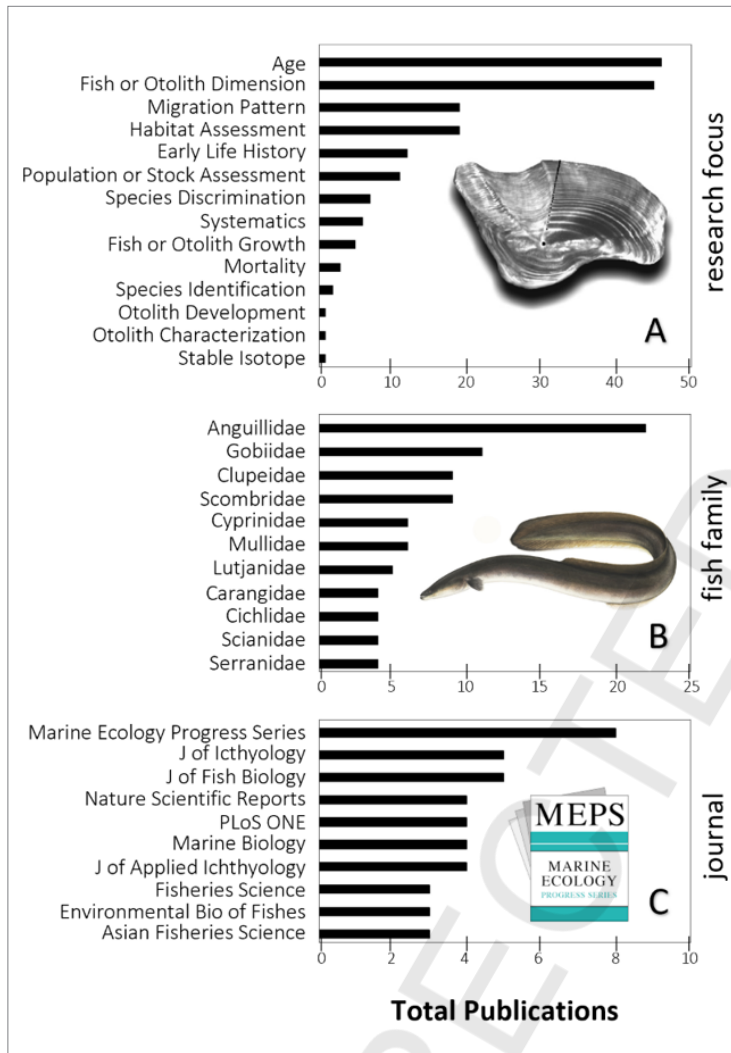 Age
Fish or Otolith Dimension
Migration Pattern
Habitat Assessment
Early Life History
Population or Stock Assessment
Species Discrimination
Systematics
Fish or Otolith Growth
Mortality
Species Identification
Otolith Development
Otolith Characterization
Stable Isotope
0 10 20 30 40 50
A
research focus
Anguillidae
Gobiidae
Clupeidae
Scombridae
Cyprinidae
Mullidae
Lutjanidae
Carangidae
Cichlidae
Scianidae
Serranidae
0 5 10 15 20 25
B
fish family
Marine Ecology Progress Series
J of Icthyology
J of Fish Biology
Nature Scientific Reports
PLoS ONE
Marine Biology
J of Applied Ichthyology
Fisheries Science
Environmental Bio of Fishes
Asian Fisheries Science
0 2 4 6 8 10
MEPS
MARINE
ECOLOGY
PROGRESS SERIES
C
journal
Total Publications